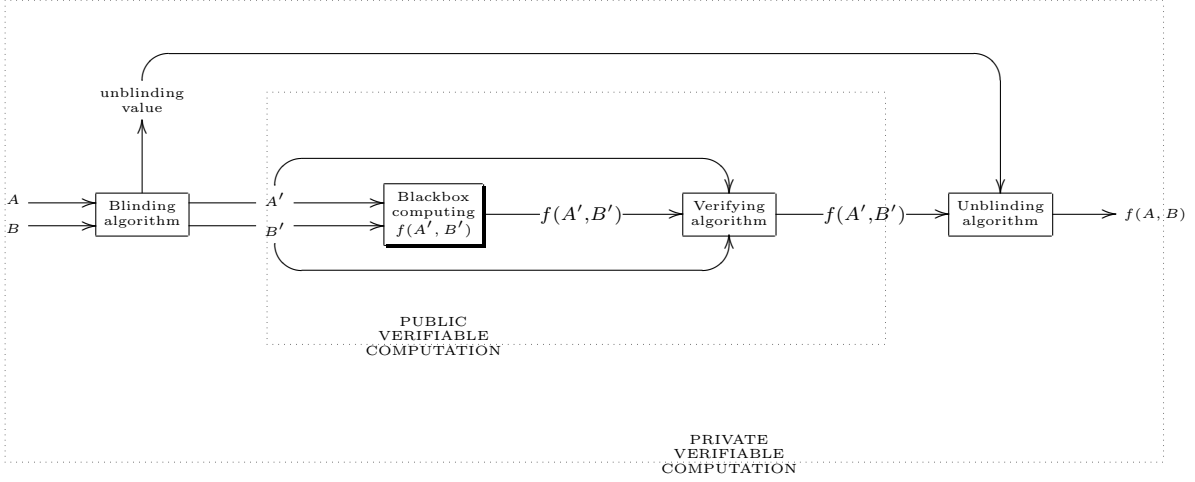 unblinding
value
A
B
Blinding
algorithm
A′
B′
Blackbox
computing
f(A′, B′)
f(A′,B′)
Verifying
algorithm
f(A′,B′)
Unblinding
algorithm
f(A, B)
PUBLIC
VERIFIABLE
COMPUTATION
PRIVATE
VERIFIABLE
COMPUTATION